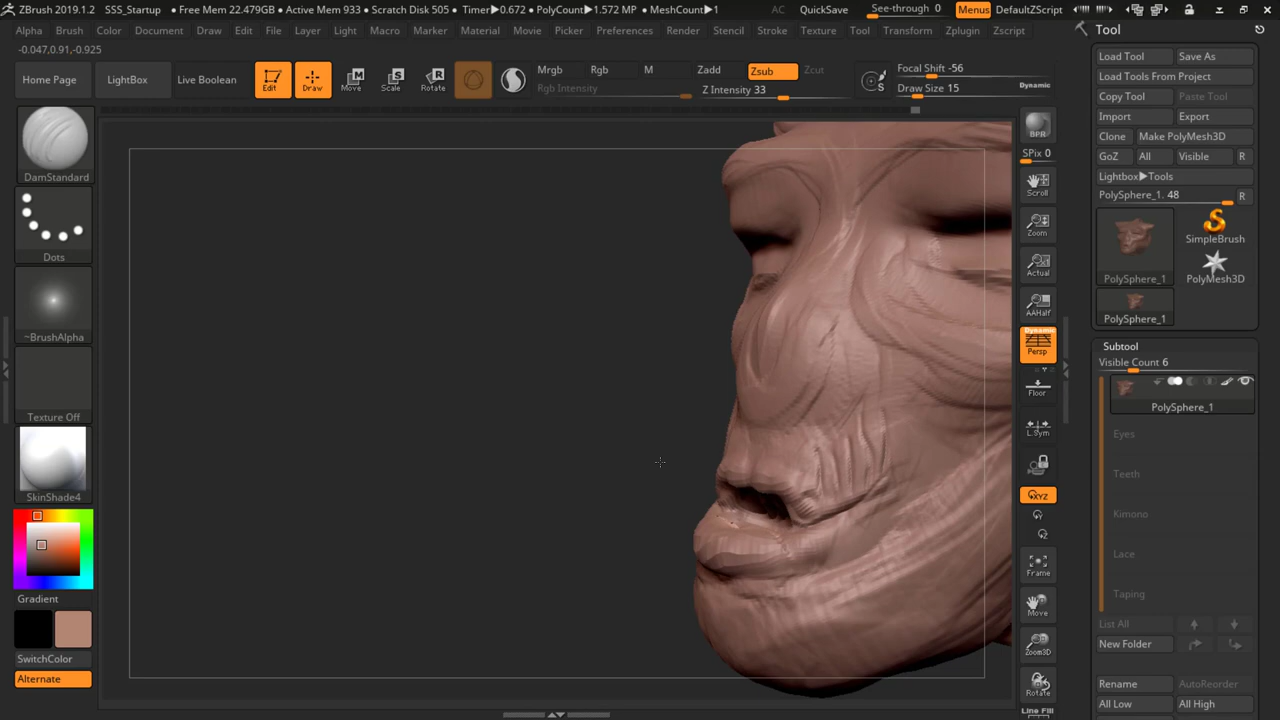 ZBrush 2019.1.2 SSS_Startup • Free Mem 22.479GB • Active Mem 933 • Scratch Disk 505 • Timer▶0.672 • PolyCount▶1.572 MP • MeshCount▶1 AC QuickSave See-through 0 Menus DefaultZScript
Alpha Brush Color Document Draw Edit File Layer Light Macro Marker Material Movie Picker Preferences Render Stencil Stroke Texture Tool Transform Zplugin Zscript
-0.047,0.91,-0.925
Home Page LightBox Live Boolean
Edit Draw Move Scale Rotate
Mrgb Rgb M Zadd Zsub Zcut
Rgb Intensity Z Intensity 33
Focal Shift -56
Draw Size 15 Dynamic
DamStandard
Dots
~BrushAlpha
Texture Off
SkinShade4
Gradient
SwitchColor
Alternate
BPR
SPix 0
Scroll
Zoom
Actual
AAHalf
Dynamic
Persp
Floor
L.Sym
XYZ
Frame
Move
Zoom3D
Rotate
Line Fill
Tool
Load Tool Save As
Load Tools From Project
Copy Tool Paste Tool
Import Export
Clone Make PolyMesh3D
GoZ All Visible R
Lightbox▶Tools
PolySphere_1. 48 R
PolySphere_1 SimpleBrush
PolyMesh3D
PolySphere_1
Subtool
Visible Count 6
PolySphere_1
Eyes
Teeth
Kimono
Lace
Taping
List All
New Folder
Rename AutoReorder
All Low All High